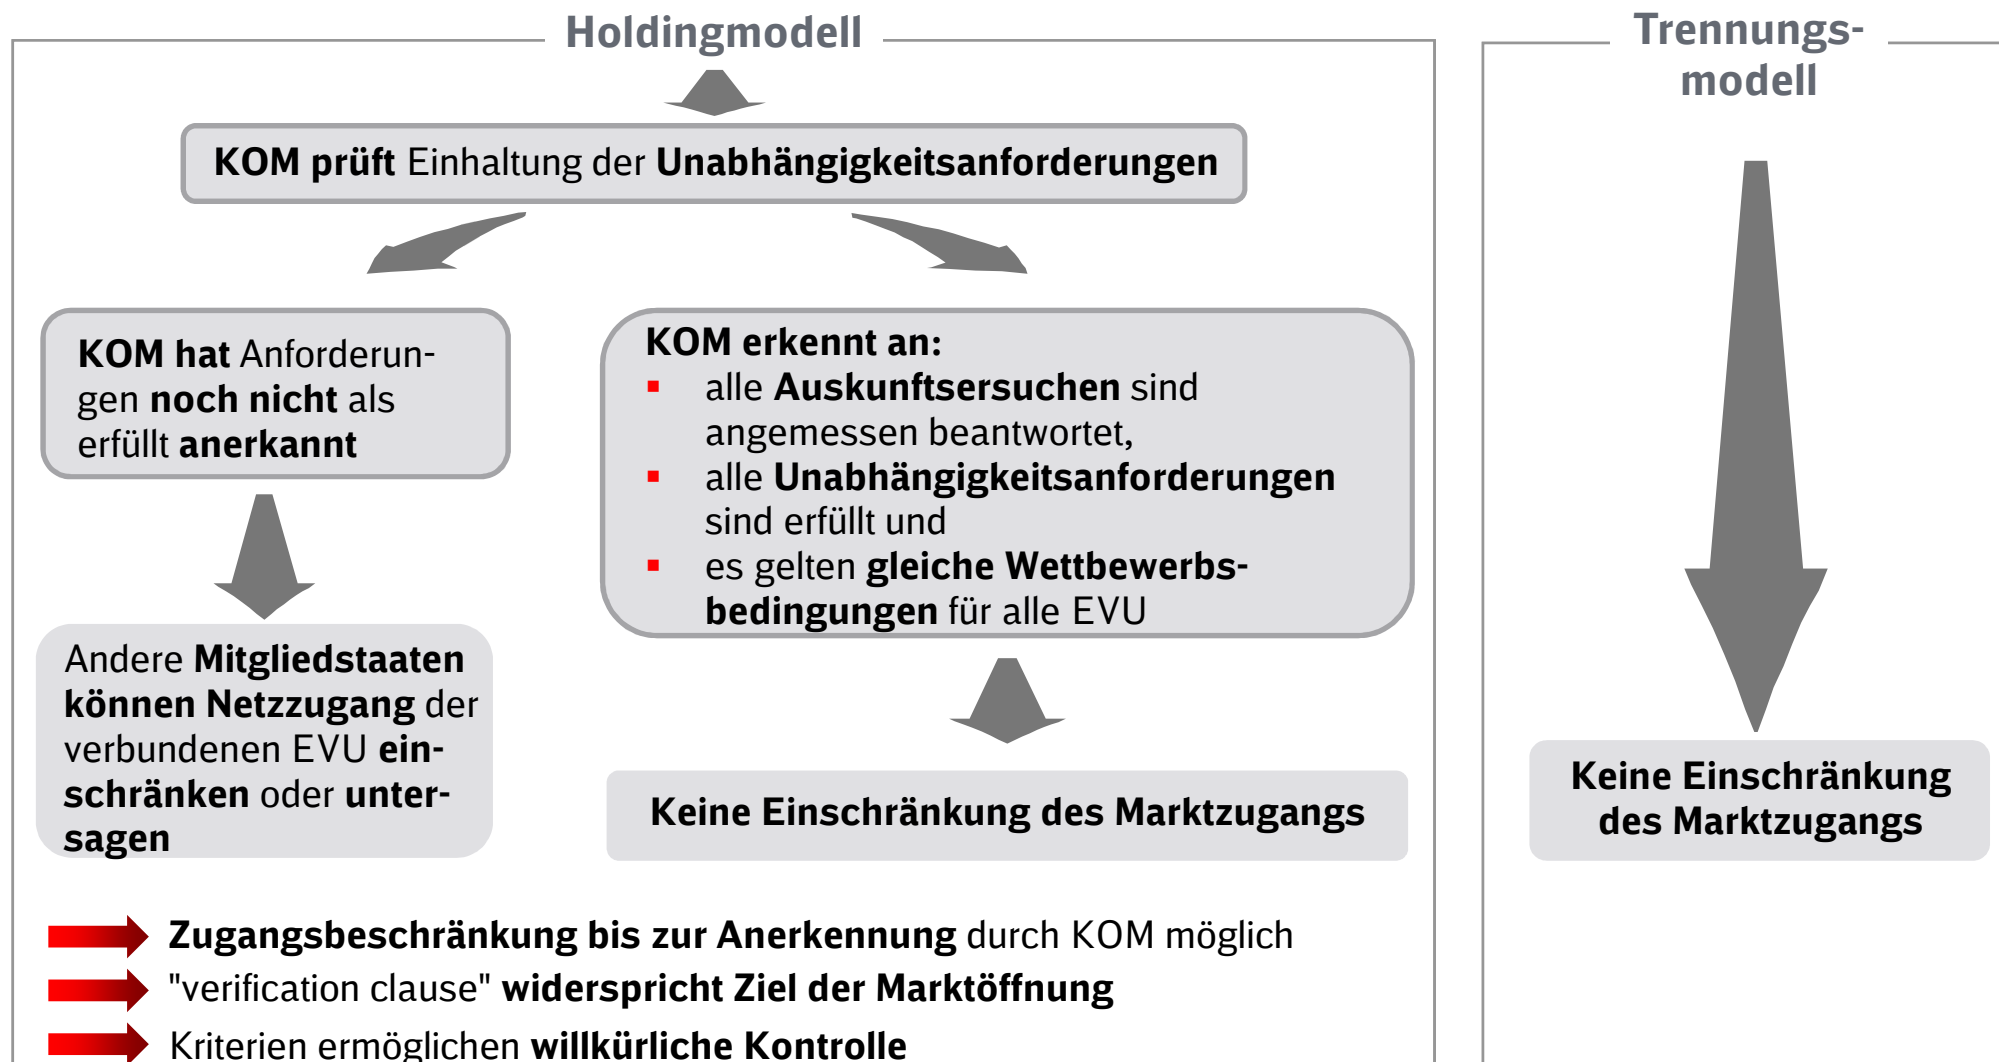 Holdingmodell
KOM prüft Einhaltung der Unabhängigkeitsanforderungen
KOM hat Anforderun-
gen noch nicht als
erfüllt anerkannt
Andere Mitgliedstaaten
können Netzzugang der
verbundenen EVU ein-
schränken oder unter-
sagen
KOM erkennt an:
▪ alle Auskunftsersuchen sind
angemessen beantwortet,
▪ alle Unabhängigkeitsanforderungen
sind erfüllt und
▪ es gelten gleiche Wettbewerbs-
bedingungen für alle EVU
Keine Einschränkung des Marktzugangs
Zugangsbeschränkung bis zur Anerkennung durch KOM möglich
"verification clause" widerspricht Ziel der Marktöffnung
Kriterien ermöglichen willkürliche Kontrolle
Trennungs-
modell
Keine Einschränkung
des Marktzugangs